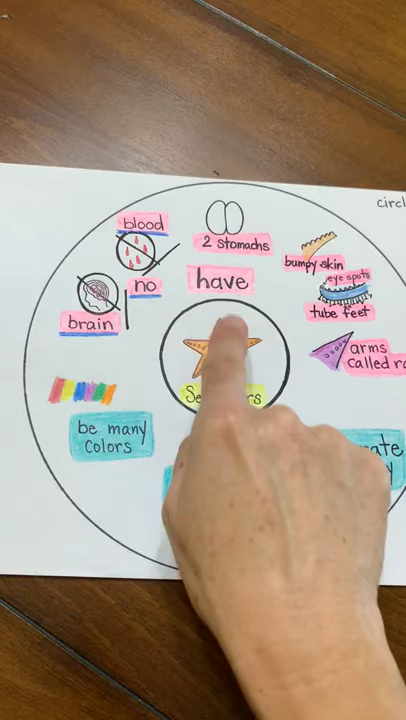 circl
blood
2 stomachs
bumpy skin
eye spots
no
have
tube feet
brain
arms
called r
be many
colors